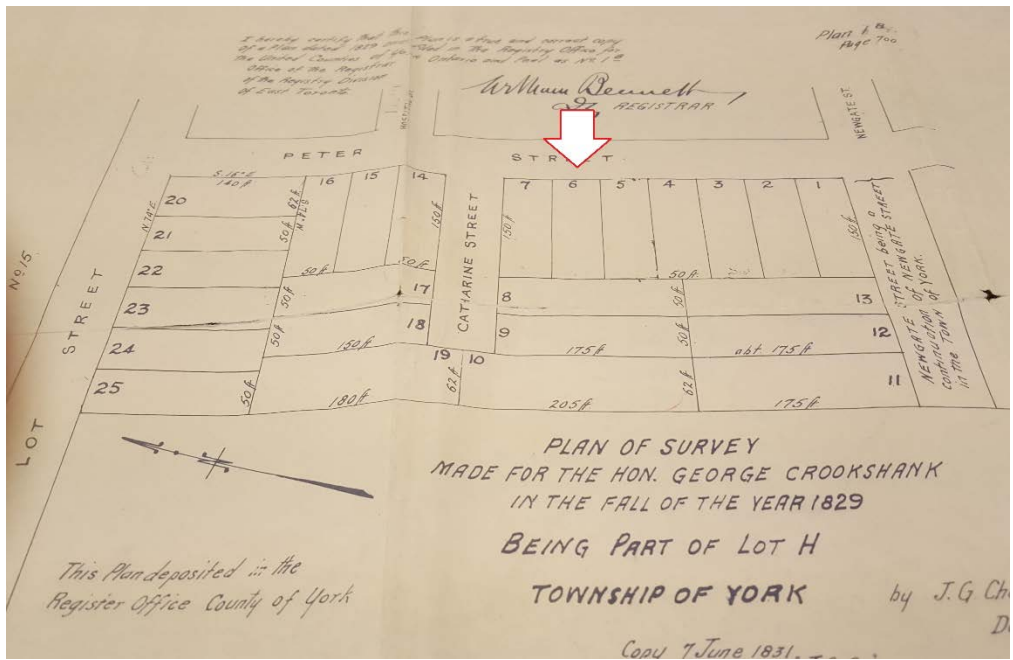 I hereby certify that this Plan is a true and correct copy
of a Plan dated 1829 and filed in The Registry Office for
the United Counties of York Ontario and filed as No 1
Office of the Registrar
of the Registry Division
of East Toronto
Plan 1 B.
Page 700
William Bennett
REGISTRAR
HOSPITAL ST
NEWGATE ST.
PETER STREET
S. 16° E
140 ft
N. 74° E
20
21
22
23
24
25
16
15
14
62 ft
50 ft
50 ft
50 ft
50 ft
50 ft
50 ft
150 ft
17
18
19
150 ft
180 ft
62 ft
CATHARINE STREET
7
6
5
4
3
2
1
150 ft
150 ft
50 ft
8
9
10
50 ft
50 ft
62 ft
175 ft
205 ft
13
12
11
abt. 175 ft
175 ft
NEWGATE STREET being a
continuation of NEWGATE STREET
in the TOWN of YORK.
No 15
LOT STREET
PLAN OF SURVEY
MADE FOR THE HON. GEORGE CROOKSHANK
IN THE FALL OF THE YEAR 1829
BEING PART OF LOT H
TOWNSHIP OF YORK
by J.G. Ch
This Plan deposited in the
Register Office County of York
Copy 7 June 1831